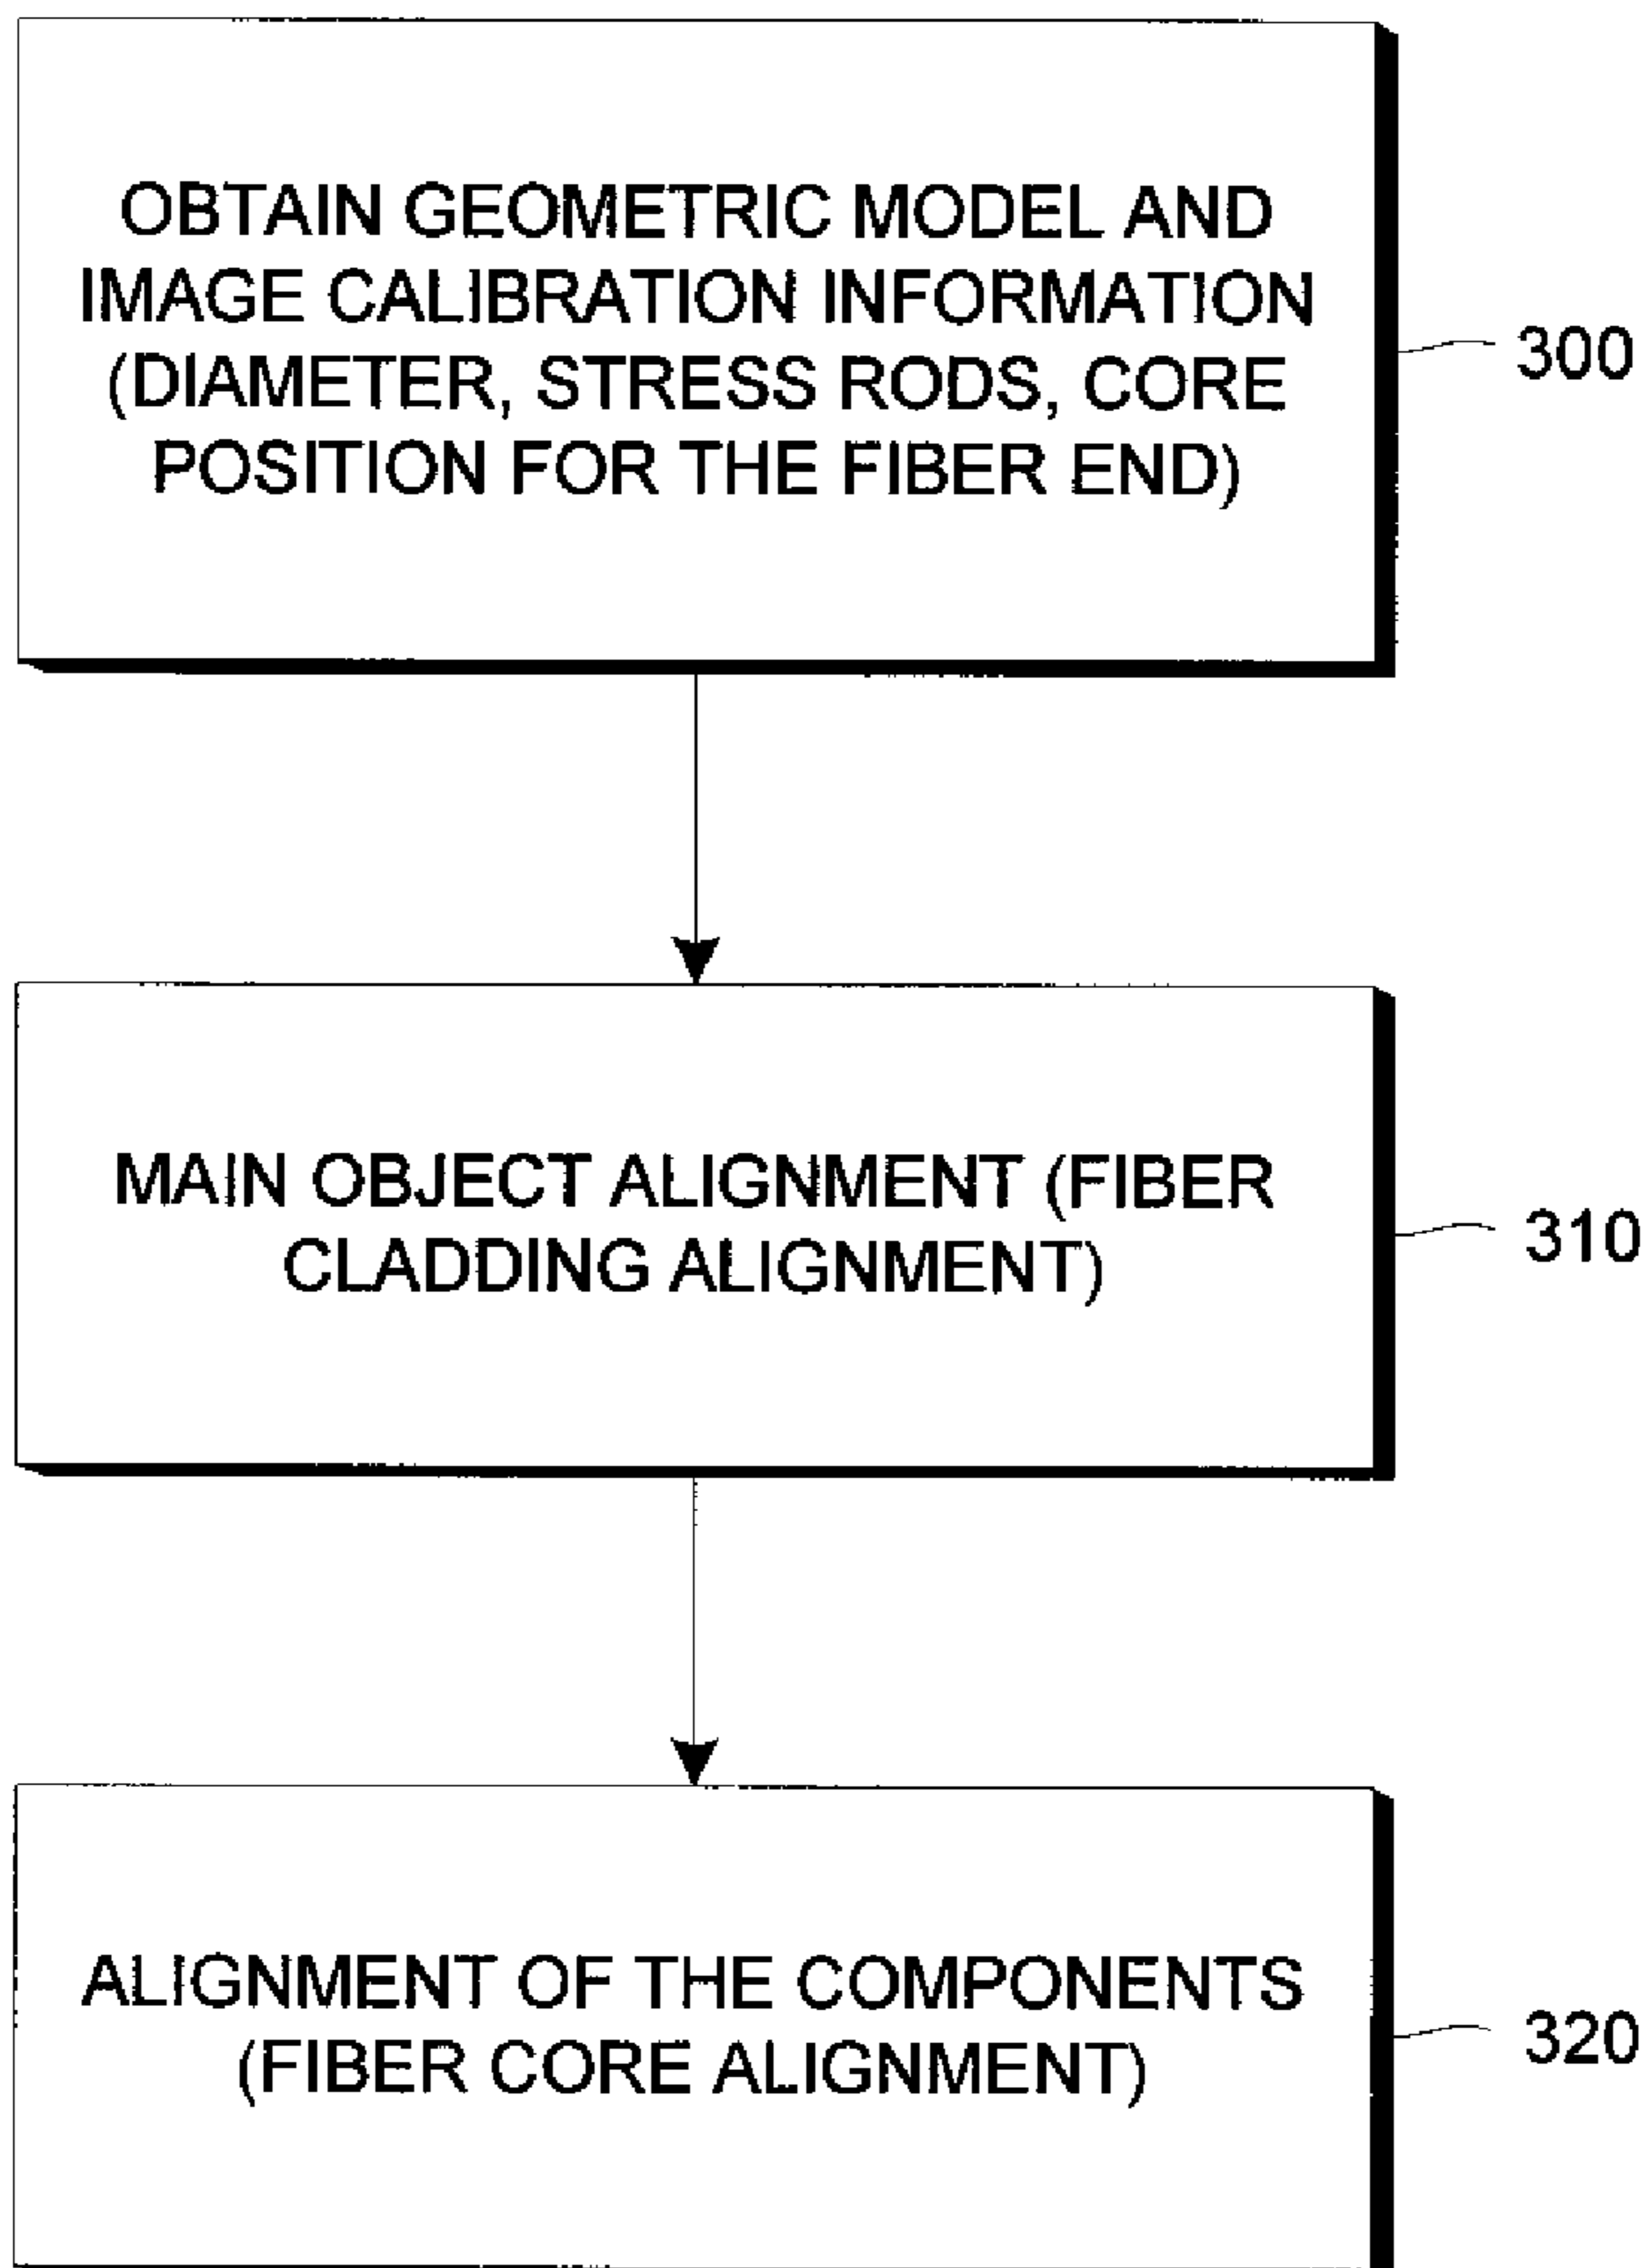 OBTAIN GEOMETRIC MODEL AND
IMAGE CALIBRATION INFORMATION
(DIAMETER, STRESS RODS, CORE
POSITION FOR THE FIBER END)
300
MAIN OBJECT ALIGNMENT (FIBER
CLADDING ALIGNMENT)
310
ALIGNMENT OF THE COMPONENTS
(FIBER CORE ALIGNMENT)
320